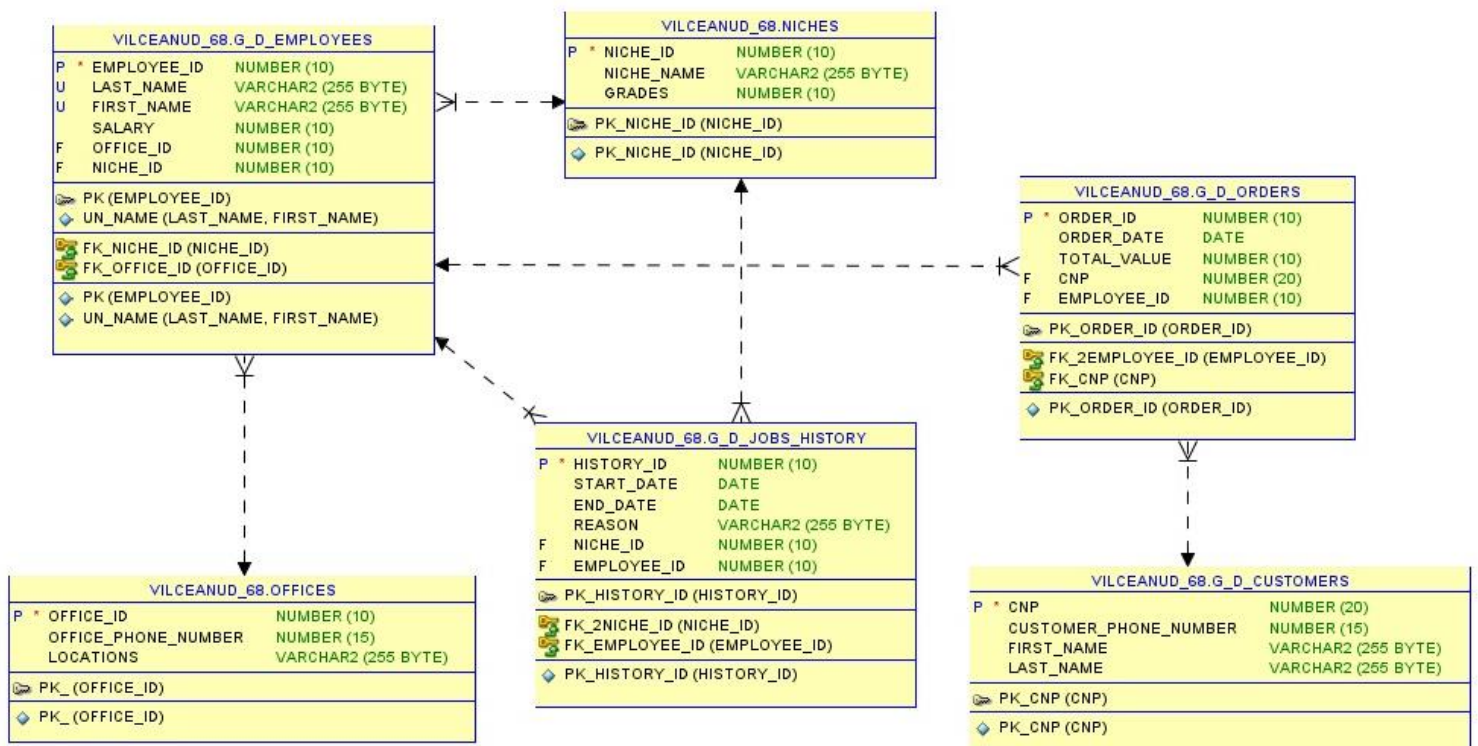 VILCEANUD_68.G_D_EMPLOYEES
P * EMPLOYEE_ID NUMBER (10)
U LAST_NAME VARCHAR2 (255 BYTE)
U FIRST_NAME VARCHAR2 (255 BYTE)
SALARY NUMBER (10)
F OFFICE_ID NUMBER (10)
F NICHE_ID NUMBER (10)
PK (EMPLOYEE_ID)
UN_NAME (LAST_NAME, FIRST_NAME)
FK_NICHE_ID (NICHE_ID)
FK_OFFICE_ID (OFFICE_ID)
PK (EMPLOYEE_ID)
UN_NAME (LAST_NAME, FIRST_NAME)
VILCEANUD_68.NICHES
P * NICHE_ID NUMBER (10)
NICHE_NAME VARCHAR2 (255 BYTE)
GRADES NUMBER (10)
PK_NICHE_ID (NICHE_ID)
PK_NICHE_ID (NICHE_ID)
VILCEANUD_68.G_D_ORDERS
P * ORDER_ID NUMBER (10)
ORDER_DATE DATE
TOTAL_VALUE NUMBER (10)
F CNP NUMBER (20)
F EMPLOYEE_ID NUMBER (10)
PK_ORDER_ID (ORDER_ID)
FK_2EMPLOYEE_ID (EMPLOYEE_ID)
FK_CNP (CNP)
PK_ORDER_ID (ORDER_ID)
VILCEANUD_68.G_D_JOBS_HISTORY
P * HISTORY_ID NUMBER (10)
START_DATE DATE
END_DATE DATE
REASON VARCHAR2 (255 BYTE)
F NICHE_ID NUMBER (10)
F EMPLOYEE_ID NUMBER (10)
PK_HISTORY_ID (HISTORY_ID)
FK_2NICHE_ID (NICHE_ID)
FK_EMPLOYEE_ID (EMPLOYEE_ID)
PK_HISTORY_ID (HISTORY_ID)
VILCEANUD_68.OFFICES
P * OFFICE_ID NUMBER (10)
OFFICE_PHONE_NUMBER NUMBER (15)
LOCATIONS VARCHAR2 (255 BYTE)
PK_ (OFFICE_ID)
PK_ (OFFICE_ID)
VILCEANUD_68.G_D_CUSTOMERS
P * CNP NUMBER (20)
CUSTOMER_PHONE_NUMBER NUMBER (15)
FIRST_NAME VARCHAR2 (255 BYTE)
LAST_NAME VARCHAR2 (255 BYTE)
PK_CNP (CNP)
PK_CNP (CNP)